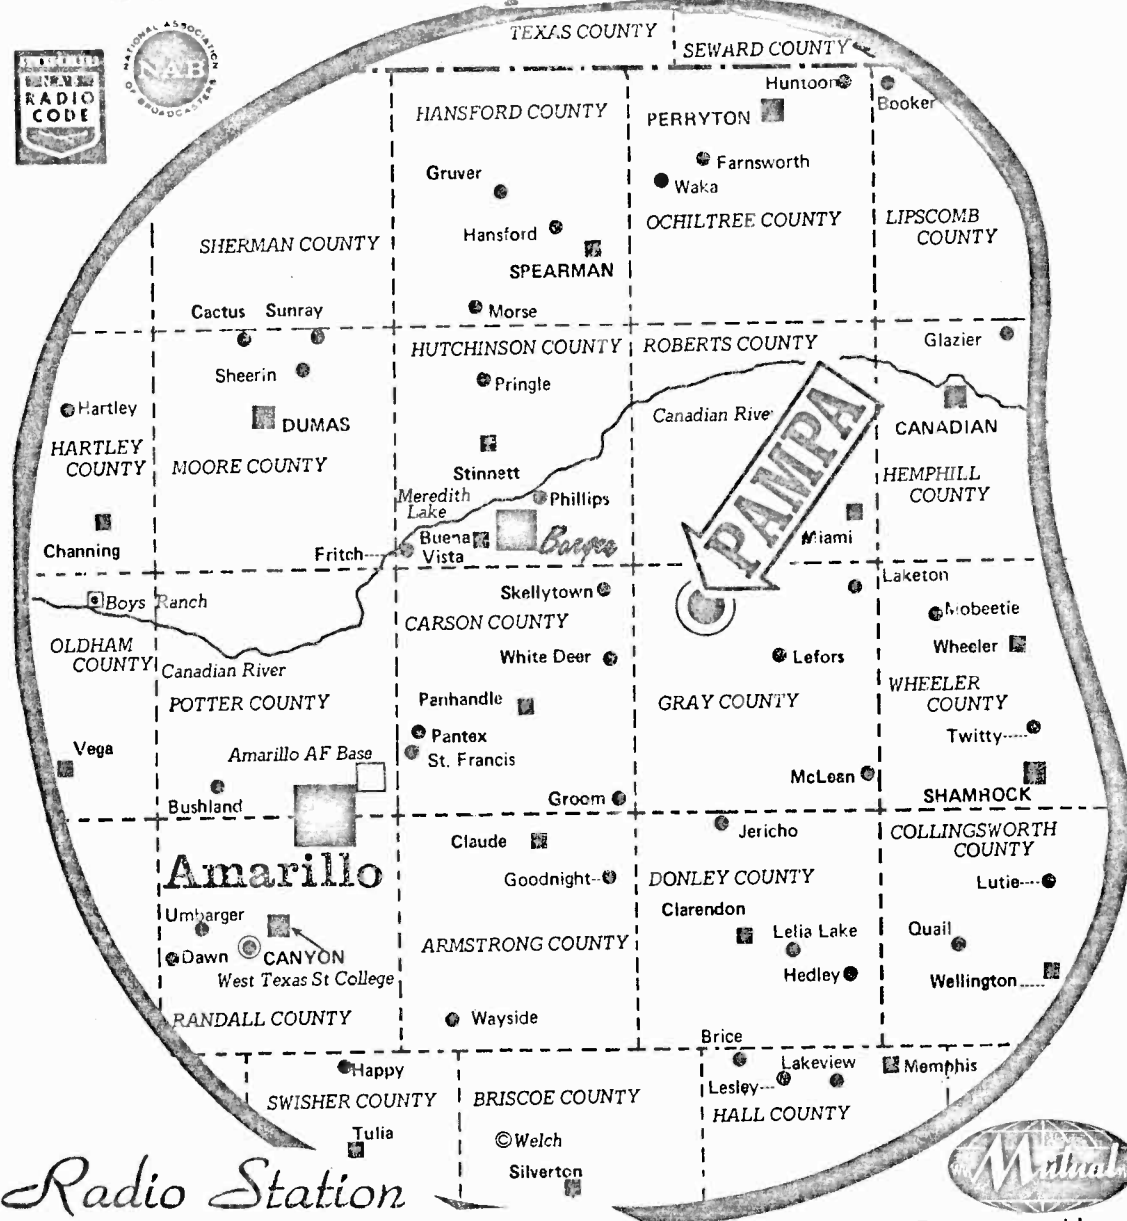 TEXAS COUNTY
SEWARD COUNTY
NATIONAL ASSOCIATION
NAB
OF BROADCASTERS
RADIO
CODE
Huntoon
Booker
HANSFORD COUNTY
PERRYTON
Farnsworth
Gruver
Waka
OCHILTREE COUNTY
LIPSCOMB
COUNTY
SHERMAN COUNTY
Hansford
SPEARMAN
Cactus Sunray
Morse
HUTCHINSON COUNTY
ROBERTS COUNTY
Glazier
Sheerin
Pringle
Hartley
DUMAS
Canadian River
PAMPA
CANADIAN
HARTLEY
COUNTY
MOORE COUNTY
Stinnett
HEMPHILL
COUNTY
Meredith
Lake
Phillips
Channing
Fritch
Buena
Vista
Borger
Miami
Skellytown
Laketon
Boys Ranch
CARSON COUNTY
Mobeetie
OLDHAM
COUNTY
Canadian River
White Deer
Lefors
Wheeler
POTTER COUNTY
Panhandle
GRAY COUNTY
WHEELER
COUNTY
Vega
Amarillo AF Base
Pantex
St. Francis
Twitty
Bushland
Groom
McLean
SHAMROCK
Claude
Jericho
COLLINGSWORTH
COUNTY
Amarillo
Goodnight
DONLEY COUNTY
Lutie
Umbarger
Clarendon
Dawn
CANYON
ARMSTRONG COUNTY
Lelia Lake
Quail
West Texas St College
Hedley
Wellington
RANDALL COUNTY
Wayside
Brice
Happy
Lakeview
Memphis
Lesley
SWISHER COUNTY
BRISCOE COUNTY
HALL COUNTY
Tulia
©Welch
Silverton
Radio Station
Mutual